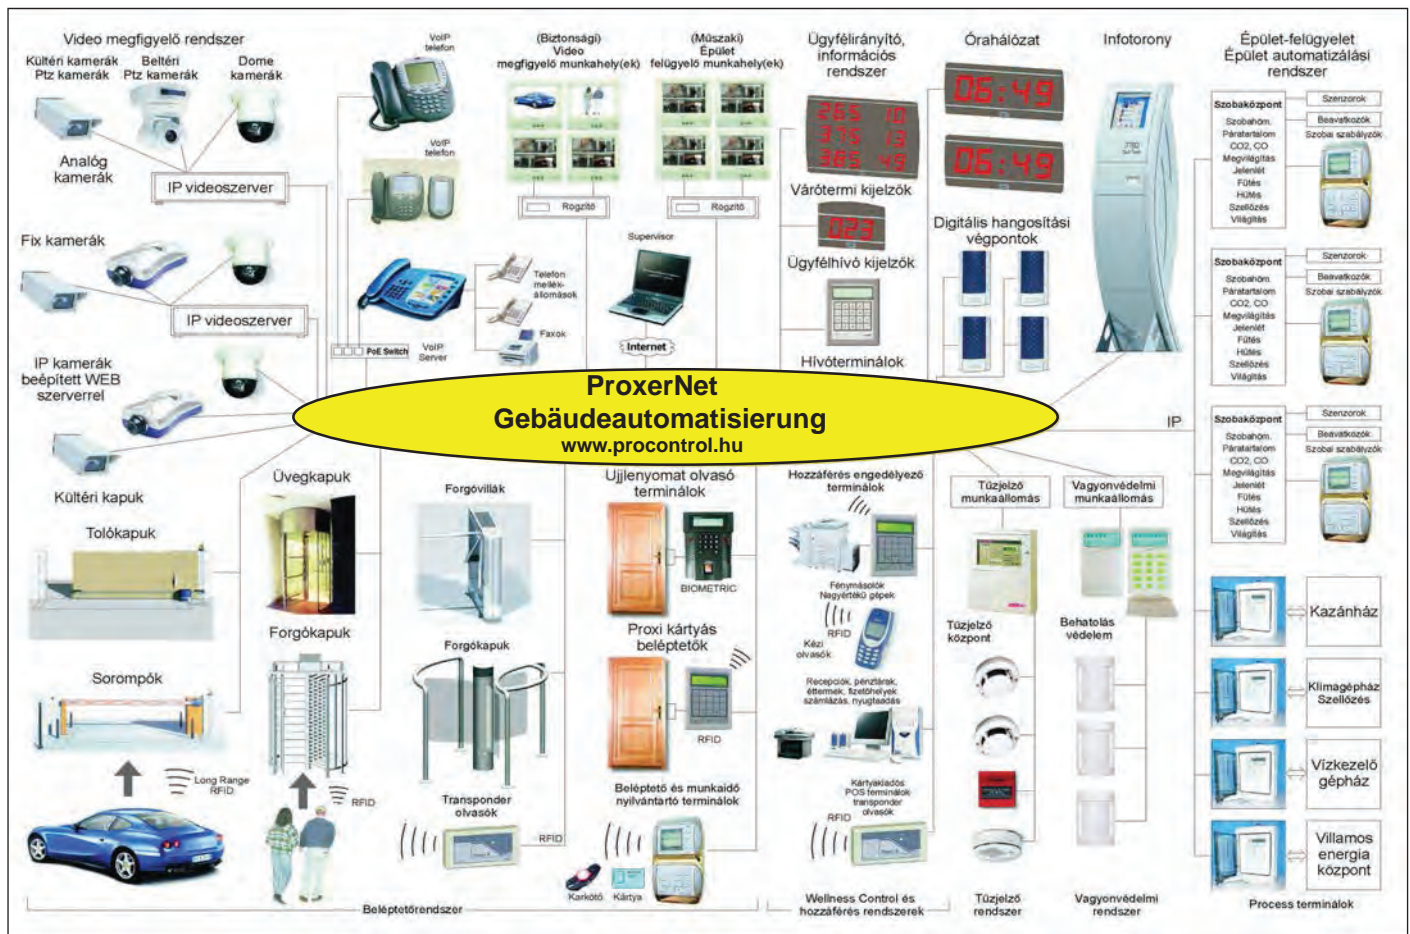 Video megfigyelő rendszer
Kültéri kamerák
Ptz kamerák
Beltéri
Ptz kamerák
Dome
kamerák
Analóg
kamerák
IP videoszerver
Fix kamerák
IP videoszerver
IP kamerák
beépített WEB
szerverrel
VoIP
telefon
VoIP
telefon
Telefon
mellék-
állomások
Faxok
PoE Switch
VoIP
Server
(Biztonsági)
Video
megfigyelő munkahely(ek)
Rogzítő
(Műszaki)
Épület
felügyelő munkahely(ek)
Rogzítő
Supervisor
Internet
Ügyfélirányító,
információs
rendszer
265 10
375 13
385 49
Várótermi kijelzők
023
Ügyfélhívó kijelzők
Hívóterminálok
Órahálózat
06:49
06:49
Digitális hangosítási
végpontok
Infotorony
Épület-felügyelet
Épület automatizálási
rendszer
Szobaközpont
Szobahőm.
Páratartalom
CO2, CO
Megvilágítás
Jelenlét
Fűtés
Hűtés
Szellőzés
Világítás
Szenzorok
Beavatkozók
Szobai szabályzók
Szobaközpont
Szobahőm.
Páratartalom
CO2, CO
Megvilágítás
Jelenlét
Fűtés
Hűtés
Szellőzés
Világítás
Szenzorok
Beavatkozók
Szobai szabályzók
IP
Szobaközpont
Szobahőm.
Páratartalom
CO2, CO
Megvilágítás
Jelenlét
Fűtés
Hűtés
Szellőzés
Világítás
Szenzorok
Beavatkozók
Szobai szabályzók
ProxerNet
Gebäudeautomatisierung
www.procontrol.hu
Kültéri kapuk
Tolókapuk
Sorompók
Long Range
RFID
Üvegkapuk
Forgókapuk
RFID
Forgóvillák
Forgókapuk
Transponder
olvasók
RFID
Ujjlenyomat olvasó
terminálok
BIOMETRIC
Proxi kártyás
beléptetők
RFID
Beléptető és munkaidő
nyilvántartó terminálok
Karkötő
Kártya
Beléptetőrendszer
Hozzáférés engedélyező
terminálok
Fénymásolók
Nagyértékű gépek
RFID
Kézi
olvasók
Recepciók, pénztárak,
éttermek, fizetőhelyek
számlázás, nyugtaadás
Kártyakiadós
POS terminálok
transponder
olvasók
RFID
Wellness Control és
hozzáférés rendszerek
Tűzjelző
munkaállomás
Tűzjelző
központ
Tűzjelző
rendszer
Vagyonvédelmi
munkaállomás
Behatolás
védelem
Vagyonvédelmi
rendszer
Kazánház
Klimagépház
Szellőzés
Vízkezelő
gépház
Villamos
energia
központ
Process terminálok